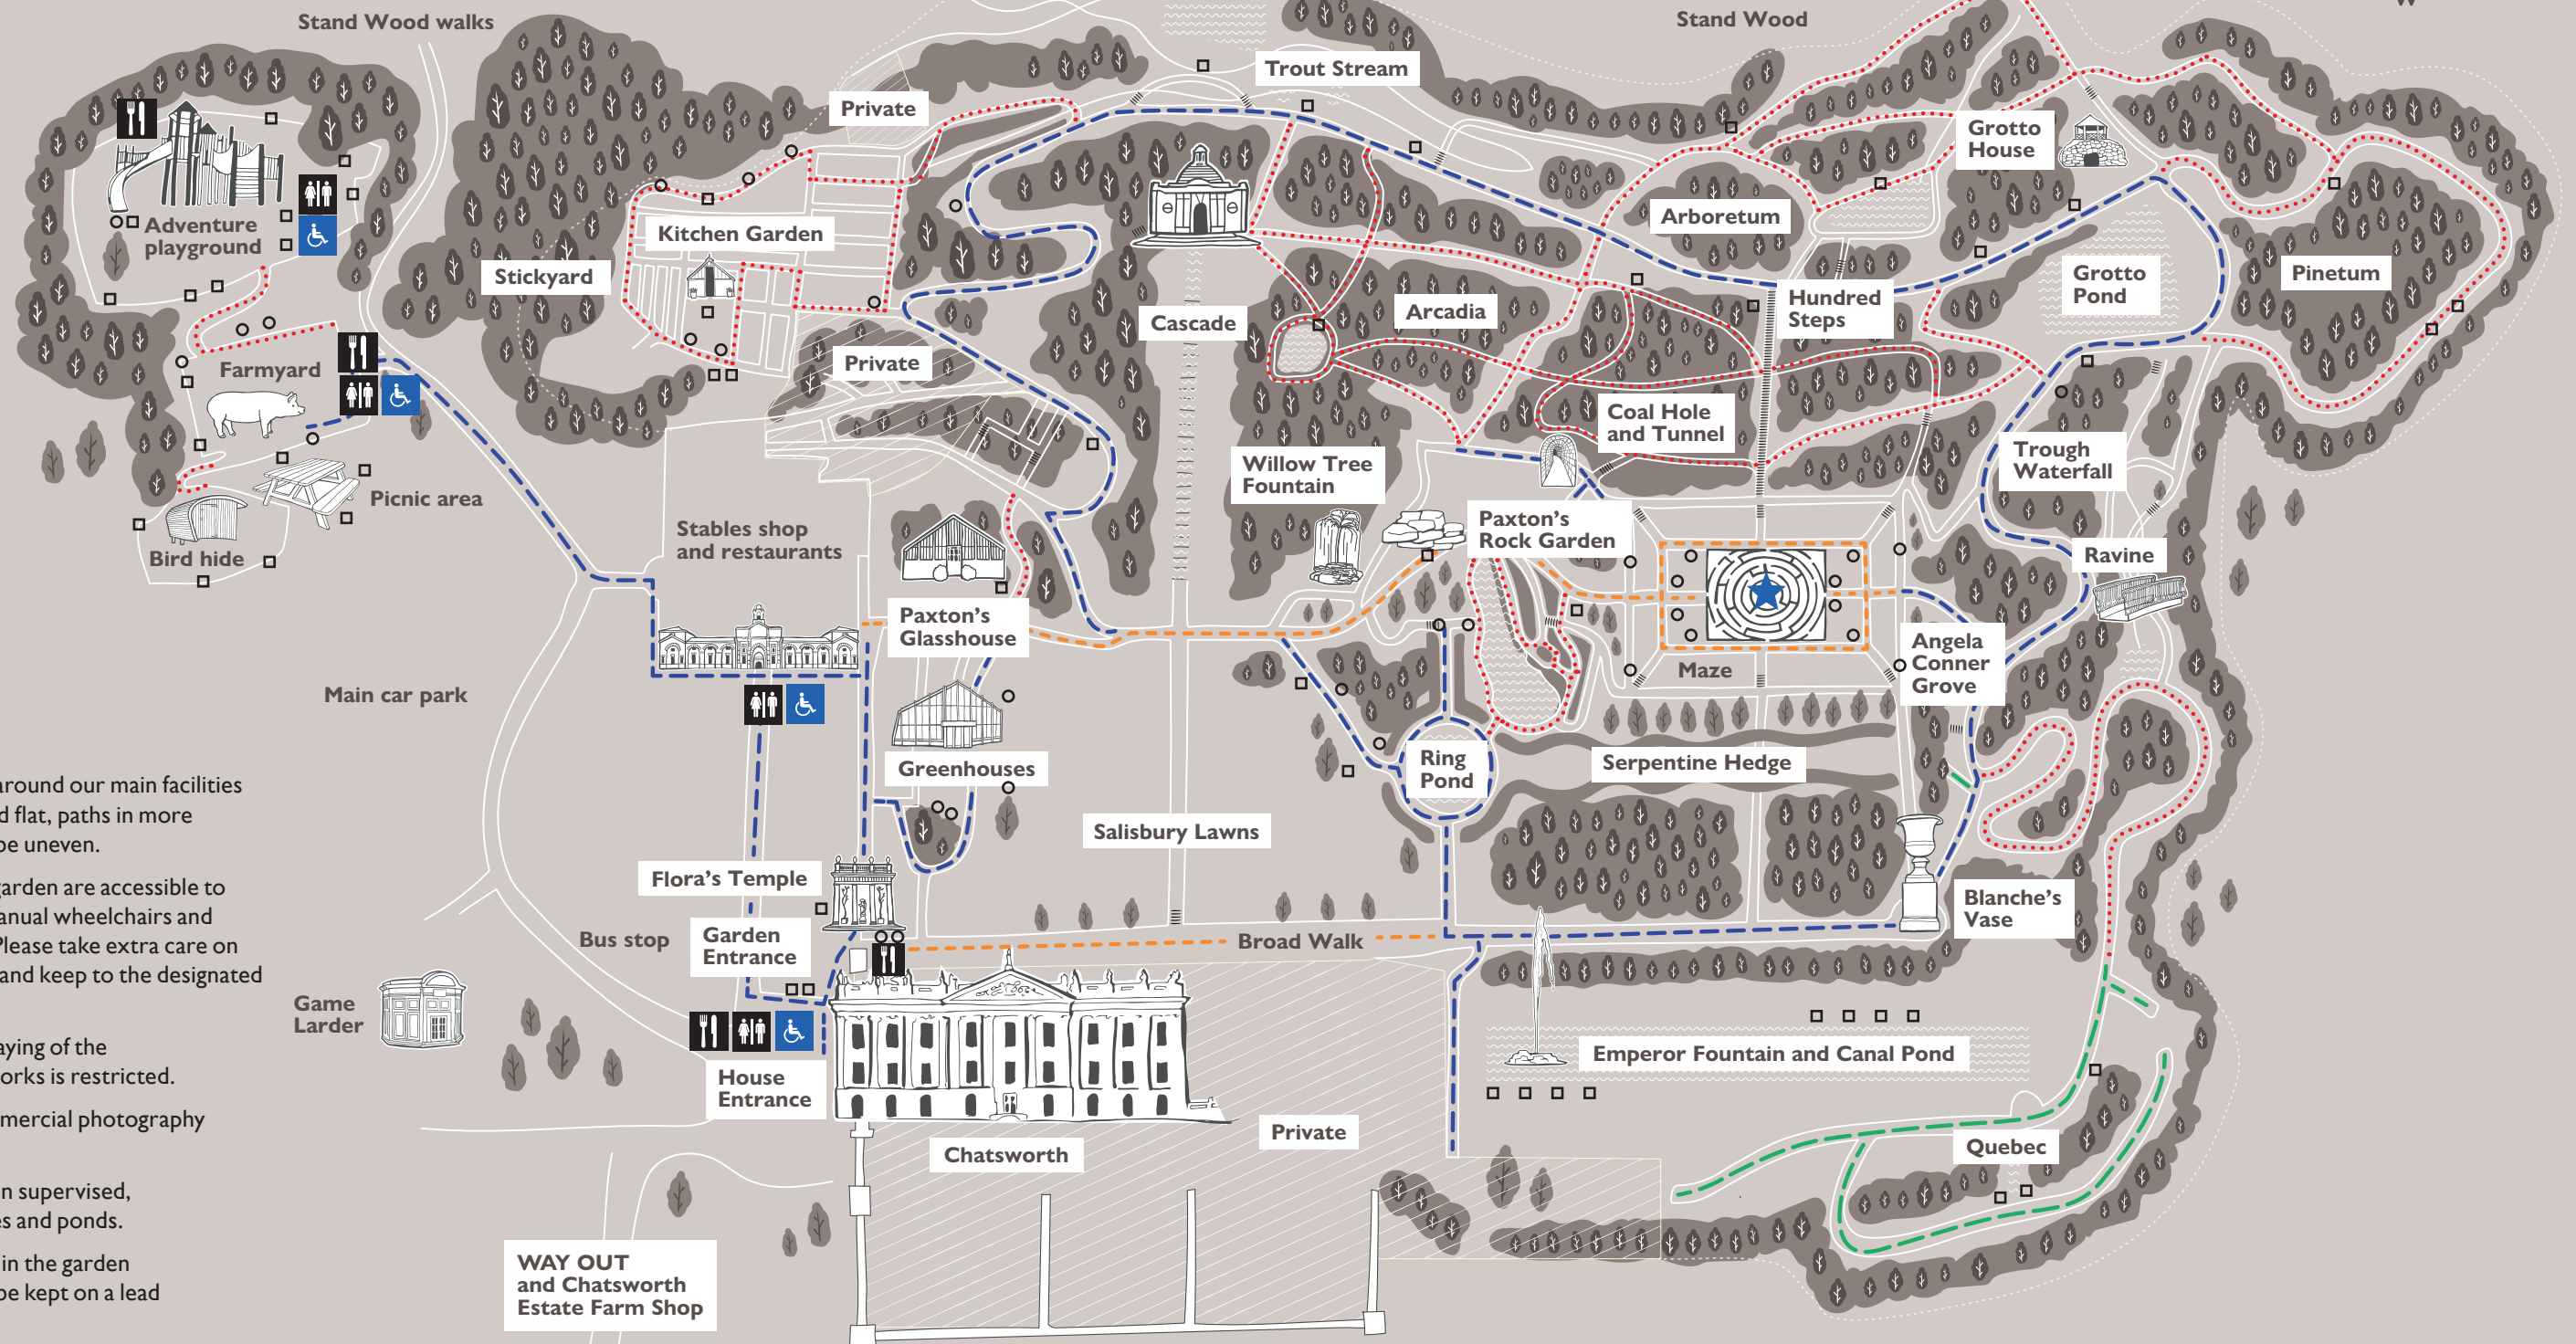 Stand Wood walks
Stand Wood
Trout Stream
Private
Grotto
House
Adventure
playground
Kitchen Garden
Arboretum
Stickyard
Grotto
Pond
Pinetum
Hundred
Steps
Cascade
Arcadia
Farmyard
Private
Coal Hole
and Tunnel
Trough
Waterfall
Willow Tree
Fountain
Picnic area
Bird hide
Stables shop
and restaurants
Paxton's
Rock Garden
Ravine
Paxton's
Glasshouse
Maze
Angela
Conner
Grove
Main car park
Greenhouses
Ring
Pond
Serpentine Hedge
around our main facilities
d flat, paths in more
be uneven.
Salisbury Lawns
Flora's Temple
garden are accessible to
anual wheelchairs and
Please take extra care on
and keep to the designated
Blanche's
Vase
Bus stop
Garden
Entrance
Broad Walk
Game
Larder
aying of the
orks is restricted.
Emperor Fountain and Canal Pond
House
Entrance
mmercial photography
Private
Chatsworth
Quebec
n supervised,
es and ponds.
in the garden
be kept on a lead
WAY OUT
and Chatsworth
Estate Farm Shop